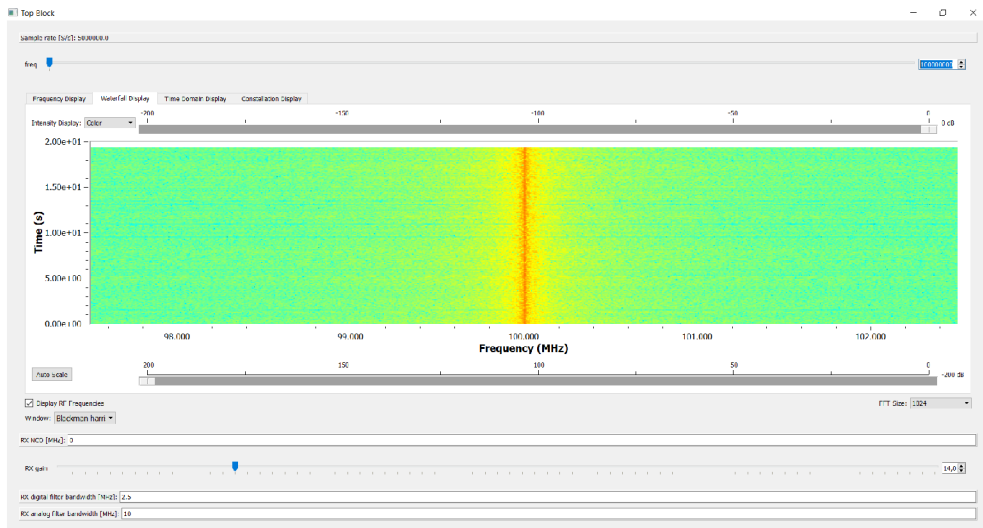 Top Block
Sample rate [S/s]: 5000000.0
freq
Frequency Display Waterfall Display Time Domain Display Constellation Display
Intensity Display: Color -200 -150 -100 -50 0 0 dB
2.00e+01
1.50e+01
1.00e+01
5.00e+00
0.00e+00
Time (s)
98.000 99.000 100.000 101.000 102.000
Frequency (MHz)
Auto Scale 200 150 100 50 0 -200 dB
Display RF Frequencies FFT Size: 1024
Window: Blackman-harri
RX NCO [MHz]: 0
RX gain 14,0
RX digital filter bandwidth [MHz]: 2.5
RX analog filter bandwidth [MHz]: 10